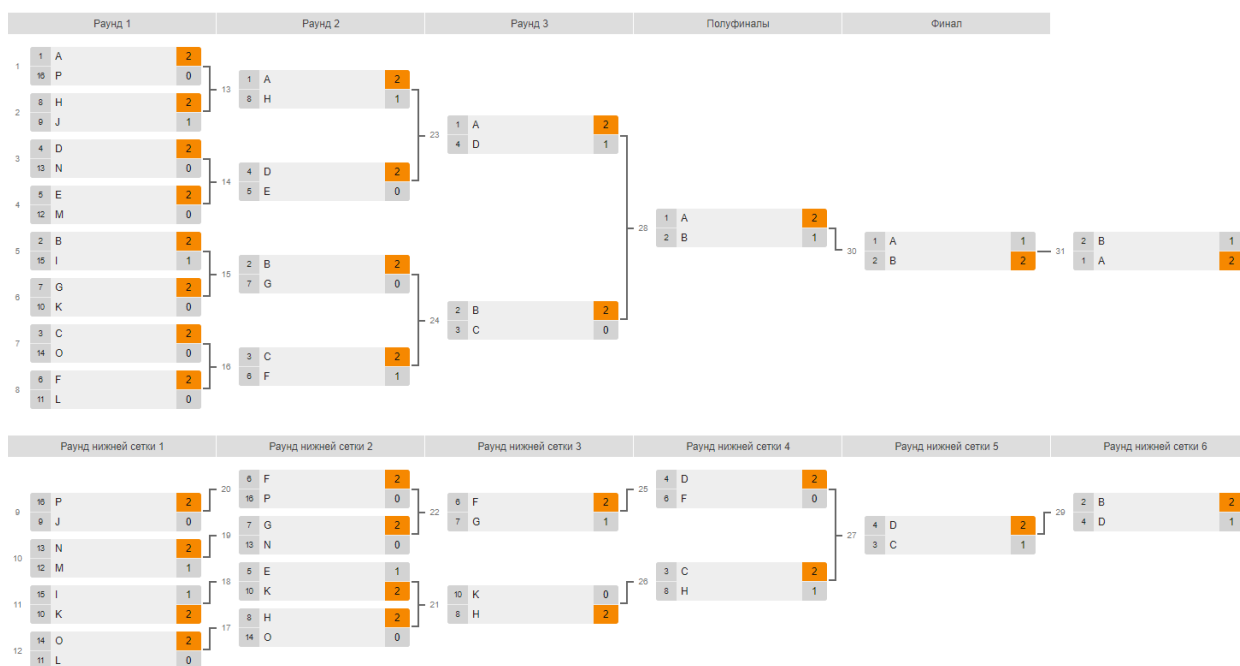 Раунд 1 Раунд 2 Раунд 3 Полуфиналы Финал
1 1 A 2
16 P 0
2 8 H 2
9 J 1
3 4 D 2
13 N 0
4 5 E 2
12 M 0
5 2 B 2
15 I 1
6 7 G 2
10 K 0
7 3 C 2
14 O 0
8 6 F 2
11 L 0
13 1 A 2
8 H 1
14 4 D 2
5 E 0
15 2 B 2
7 G 0
16 3 C 2
6 F 1
23 1 A 2
4 D 1
24 2 B 2
3 C 0
28 1 A 2
2 B 1
30 1 A 1
2 B 2
31 2 B 1
1 A 2
Раунд нижней сетки 1 Раунд нижней сетки 2 Раунд нижней сетки 3 Раунд нижней сетки 4 Раунд нижней сетки 5 Раунд нижней сетки 6
9 16 P 2
9 J 0
10 13 N 2
12 M 1
11 15 I 1
10 K 2
12 14 O 2
11 L 0
20 6 F 2
16 P 0
19 7 G 2
13 N 0
18 5 E 1
10 K 2
17 8 H 2
14 O 0
22 6 F 2
7 G 1
21 10 K 0
8 H 2
25 4 D 2
6 F 0
26 3 C 2
8 H 1
27 4 D 2
3 C 1
29 2 B 2
4 D 1